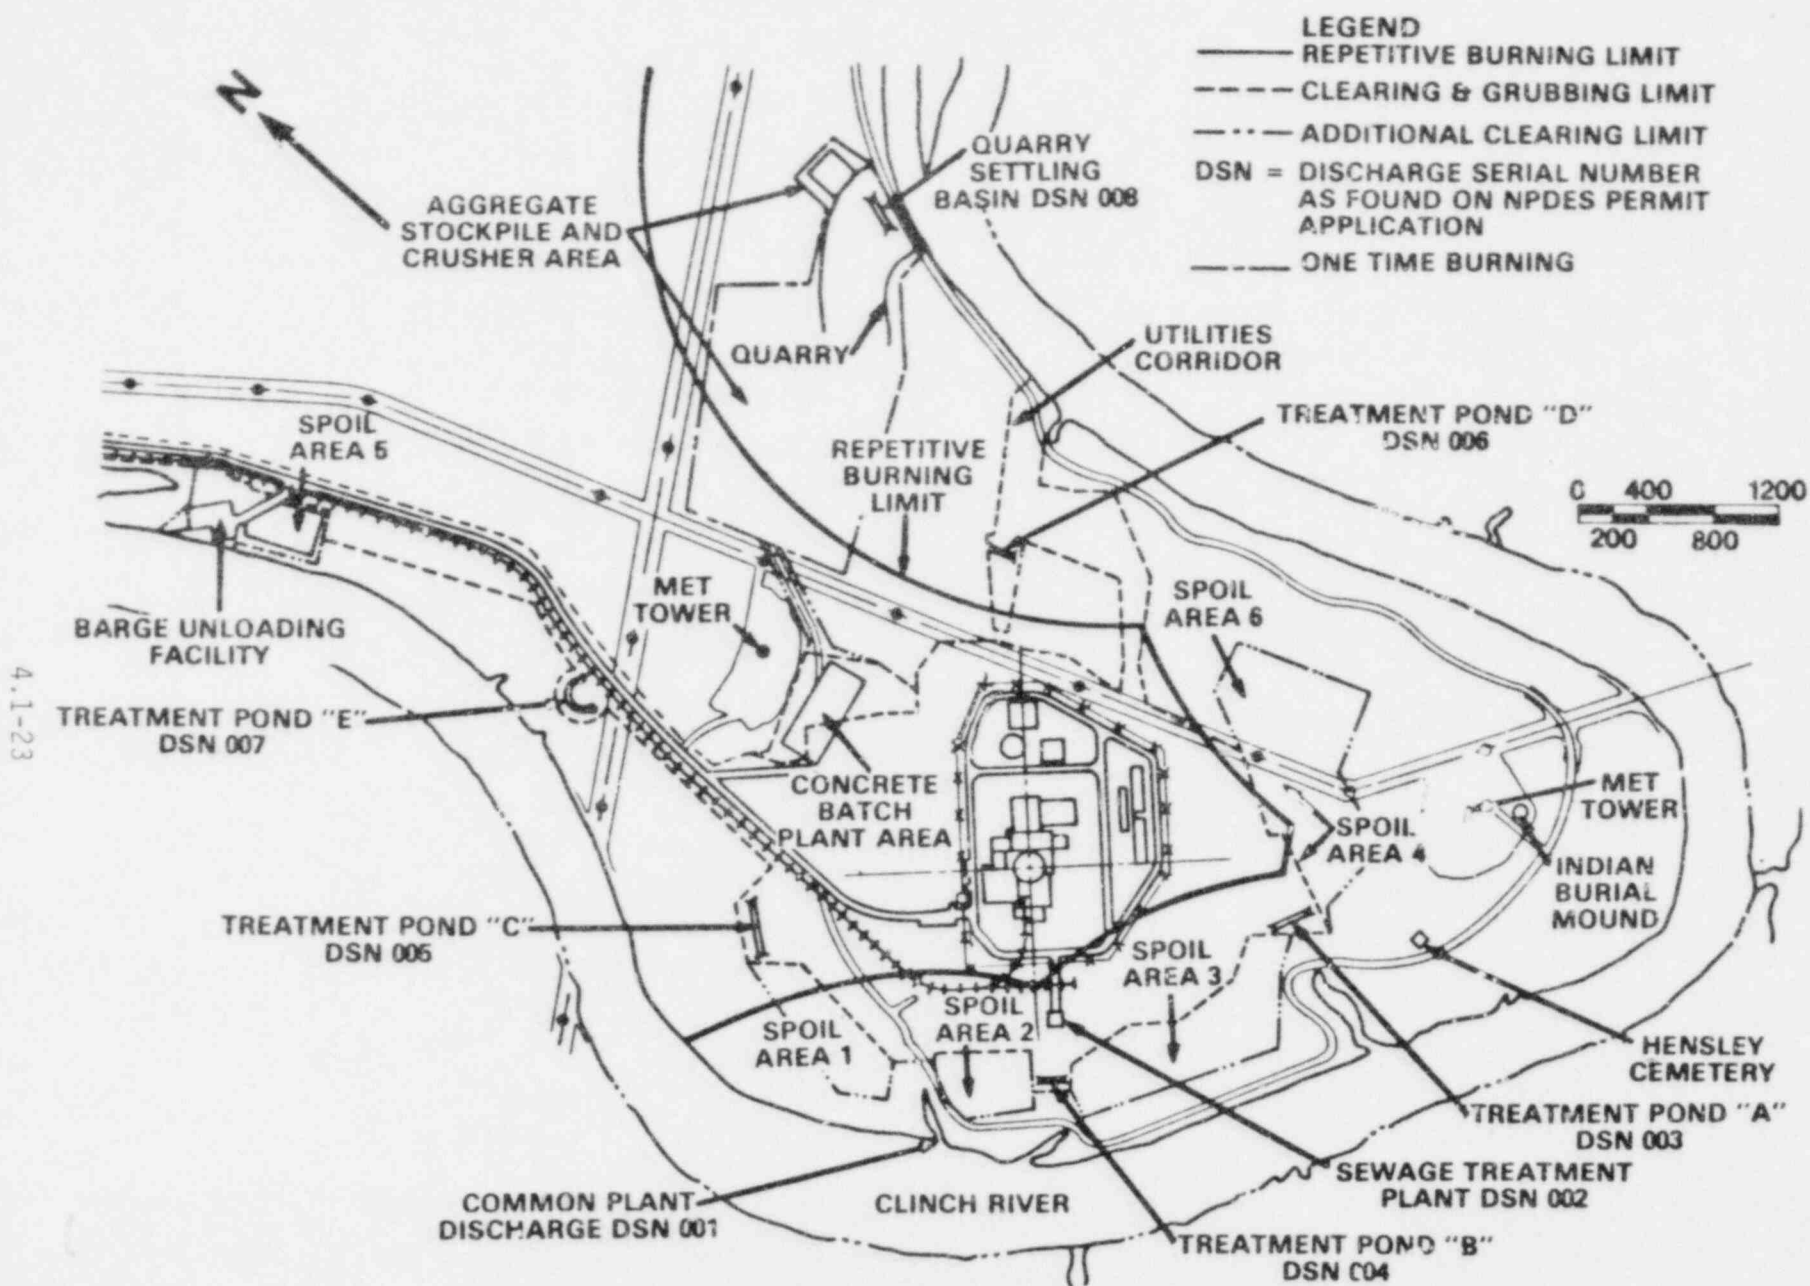 LEGEND
REPETITIVE BURNING LIMIT
CLEARING & GRUBBING LIMIT
ADDITIONAL CLEARING LIMIT
DSN = DISCHARGE SERIAL NUMBER
AS FOUND ON NPDES PERMIT
APPLICATION
ONE TIME BURNING
N
QUARRY
SETTLING
BASIN DSN 008
AGGREGATE
STOCKPILE AND
CRUSHER AREA
QUARRY
UTILITIES
CORRIDOR
TREATMENT POND "D"
DSN 006
SPOIL
AREA 5
REPETITIVE
BURNING
LIMIT
0 400 1200
200 800
MET
TOWER
SPOIL
AREA 6
BARGE UNLOADING
FACILITY
TREATMENT POND "E"
DSN 007
4.1-23
CONCRETE
BATCH
PLANT AREA
MET
TOWER
SPOIL
AREA 4
INDIAN
BURIAL
MOUND
TREATMENT POND "C"
DSN 005
SPOIL
AREA 3
SPOIL
AREA 2
SPOIL
AREA 1
HENSLEY
CEMETERY
TREATMENT POND "A"
DSN 003
SEWAGE TREATMENT
PLANT DSN 002
COMMON PLANT
DISCHARGE DSN 001
CLINCH RIVER
TREATMENT POND "B"
DSN 004